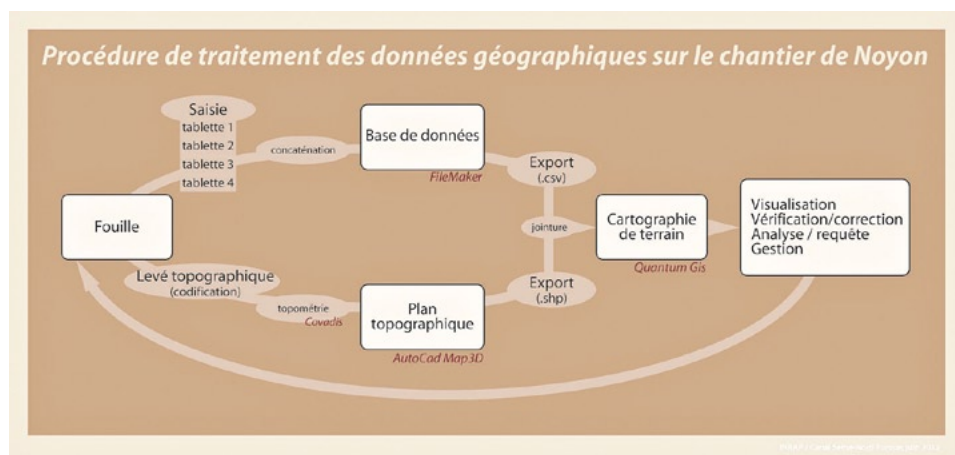 Procédure de traitement des données géographiques sur le chantier de Noyon
Saisie
tablette 1
tablette 2
tablette 3
tablette 4
concaténation
Base de données
FileMaker
Export
(.csv)
Fouille
jointure
Cartographie
de terrain
Quantum Gis
Visualisation
Vérification/correction
Analyse / requête
Gestion
Levé topographique
(codification)
topométrie
Covadis
Plan
topographique
AutoCad Map3D
Export
(.shp)